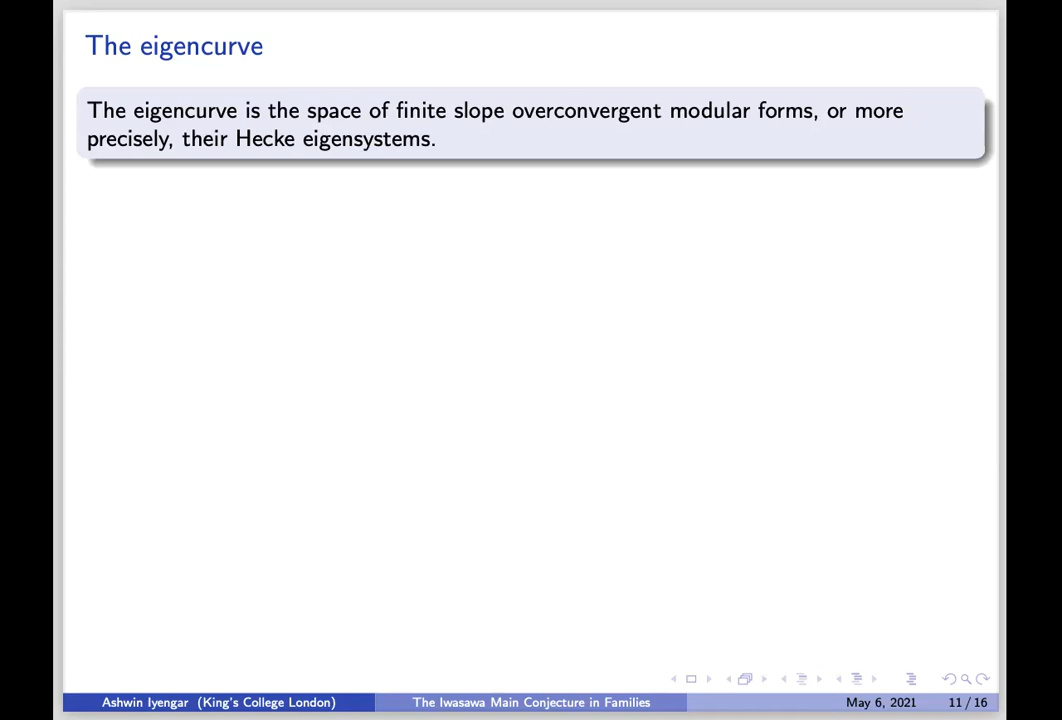 The eigencurve
The eigencurve is the space of finite slope overconvergent modular forms, or more
precisely, their Hecke eigensystems.
Ashwin Iyengar (King's College London) The Iwasawa Main Conjecture in Families May 6, 2021 11 / 16